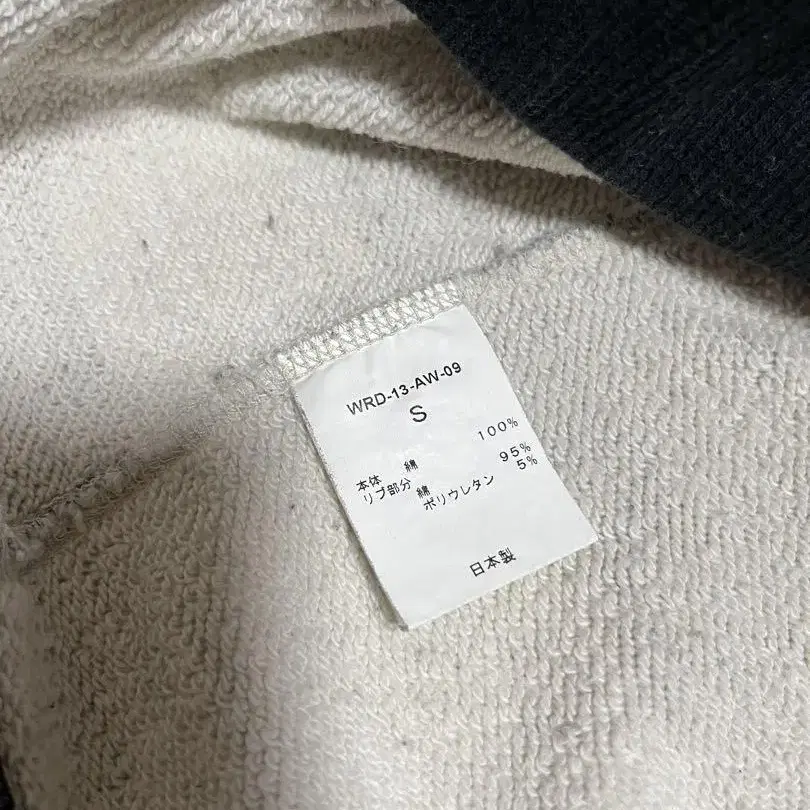 WRD-13-AW-09
S
本体 綿 100%
リブ部分 綿 95%
ポリウレタン 5%
日本製